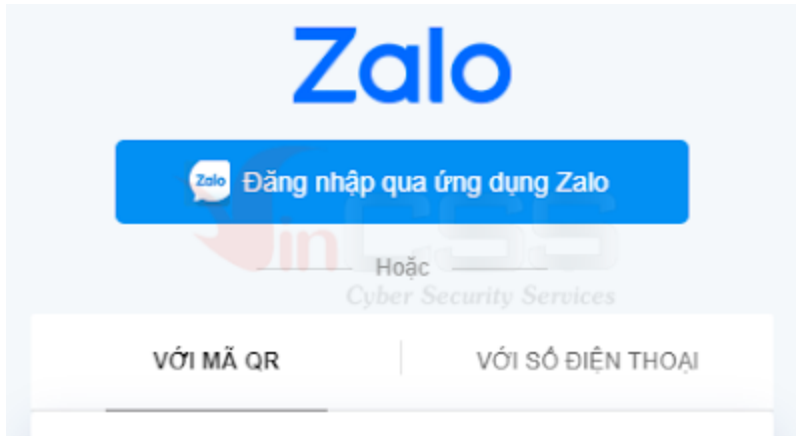 Zalo
Zalo Đăng nhập qua ứng dụng Zalo
inCSS
Hoặc
Cyber Security Services
VỚI MÃ QR
VỚI SỐ ĐIỆN THOẠI